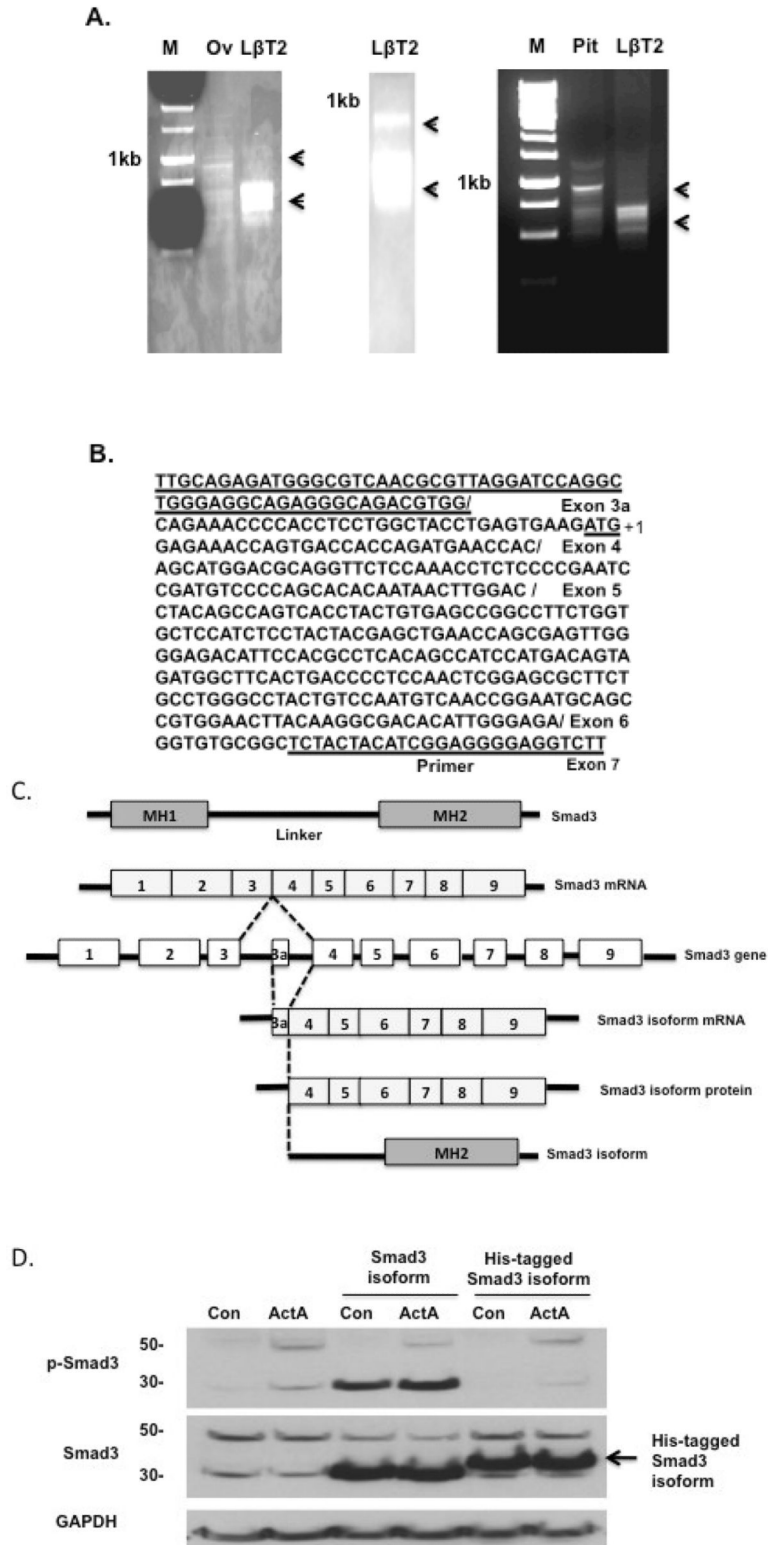 A.
M Ov LβT2 LβT2 M Pit LβT2
1kb 1kb 1kb
B.
TTGCAGAGATGGGCGTCAACGCGTTAGGATCCAGGC
TGGGAGGCAGAGGGCAGACGTGG/ Exon 3a
CAGAAACCCCACCTCCTGGCTACCTGAGTGAAGATG +1
GAGAAACCAGTGACCACCAGATGAACCAC/ Exon 4
AGCATGGACGCAGGTTCTCCAAACCTCTCCCCGAATC
CGATGTCCCCAGCACACAATAACTTGGAC / Exon 5
CTACAGCCAGTCACCTACTGTGAGCCGGCCTTCTGGT
GCTCCATCTCCTACTACGAGCTGAACCAGCGAGTTGG
GGAGACATTCCACGCCTCACAGCCATCCATGACAGTA
GATGGCTTCACTGACCCCTCCAACTCGGAGCGCTTCT
GCCTGGGCCTACTGTCCAATGTCAACCGGAATGCAGC
CGTGGAACTTACAAGGCGACACATTGGGAGA/ Exon 6
GGTGTGCGGCTCTACTACATCGGAGGGGAGGTCTT
Primer Exon 7
C.
MH1 MH2 Smad3
Linker
1 2 3 4 5 6 7 8 9 Smad3 mRNA
1 2 3 3a 4 5 6 7 8 9 Smad3 gene
3a 4 5 6 7 8 9 Smad3 isoform mRNA
4 5 6 7 8 9 Smad3 isoform protein
MH2 Smad3 isoform
D.
Smad3 isoform His-tagged Smad3 isoform
Con ActA Con ActA Con ActA
p-Smad3 50-
30-
Smad3 50-
30-
His-tagged
Smad3
isoform
GAPDH